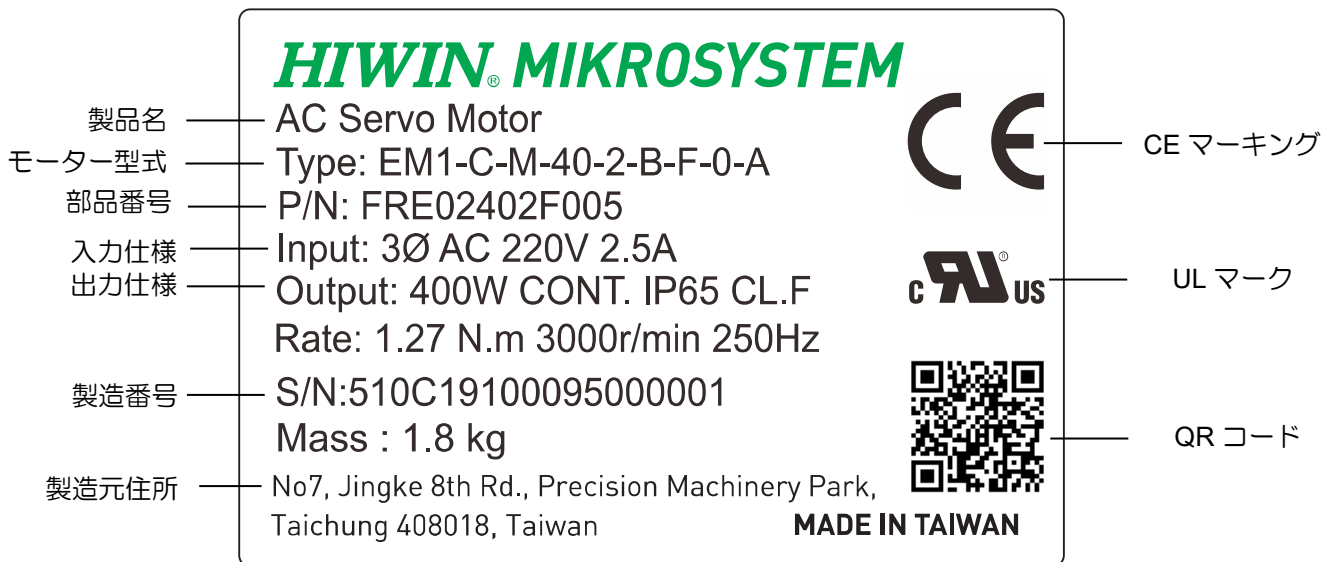 HIWIN® MIKROSYSTEM
製品名 AC Servo Motor
モーター型式 Type: EM1-C-M-40-2-B-F-0-A
部品番号 P/N: FRE02402F005
入力仕様 Input: 3Ø AC 220V 2.5A
出力仕様 Output: 400W CONT. IP65 CL.F
Rate: 1.27 N.m 3000r/min 250Hz
製造番号 S/N:510C19100095000001
Mass : 1.8 kg
製造元住所 No7, Jingke 8th Rd., Precision Machinery Park,
Taichung 408018, Taiwan
MADE IN TAIWAN
CE CE マーキング
C RU ® US UL マーク
QR コード